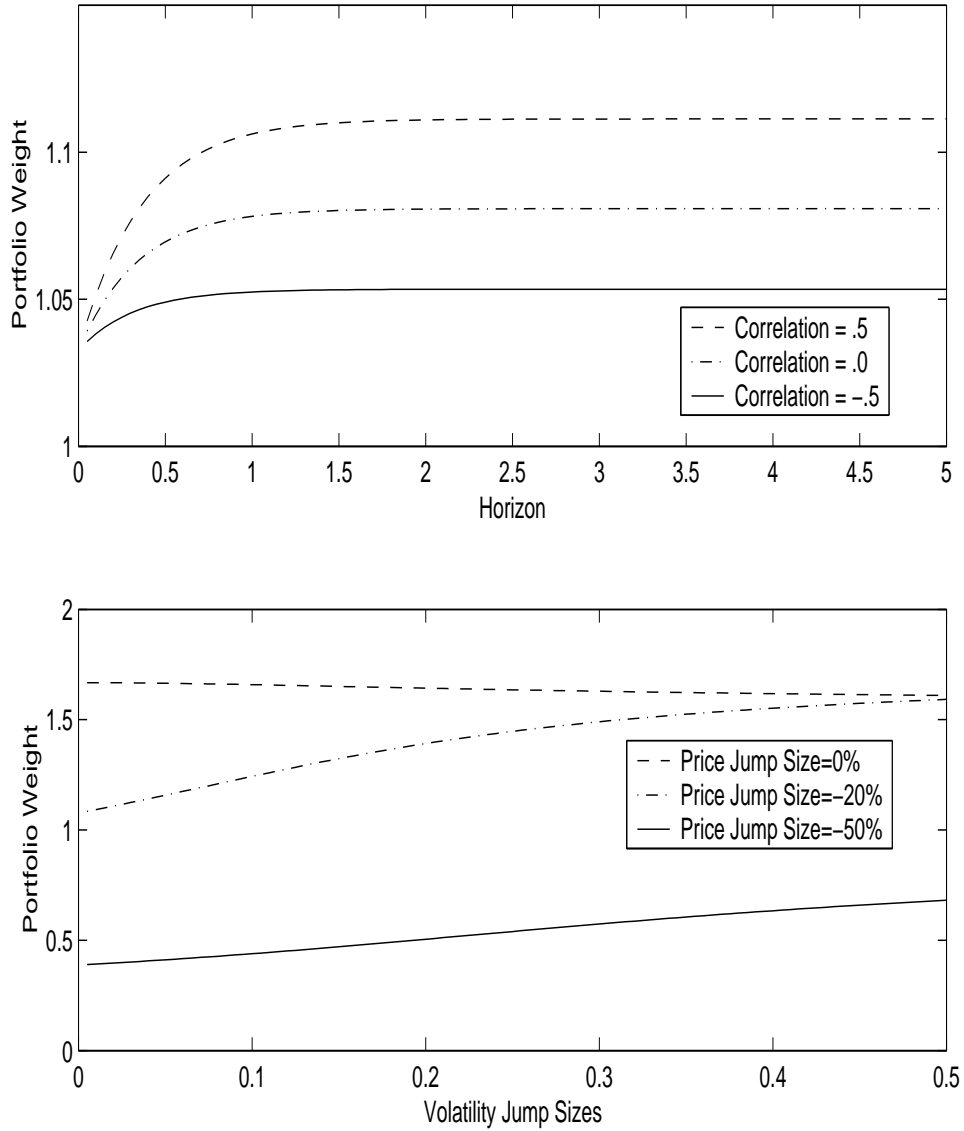 Portfolio Weight
1.1
1.05
1
0
0.5
1
1.5
2
2.5
3
3.5
4
4.5
5
Horizon
Correlation = .5
Correlation = .0
Correlation = −.5
Portfolio Weight
2
1.5
1
0.5
0
0
0.1
0.2
0.3
0.4
0.5
Volatility Jump Sizes
Price Jump Size=0%
Price Jump Size=−20%
Price Jump Size=−50%